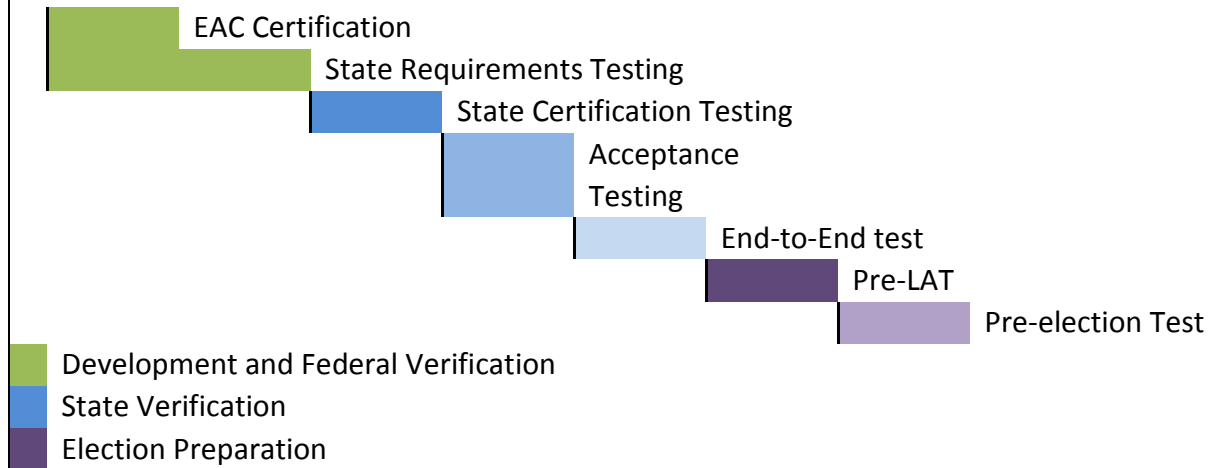 EAC Certification
State Requirements Testing
State Certification Testing
Acceptance
Testing
End-to-End test
Pre-LAT
Pre-election Test
Development and Federal Verification
State Verification
Election Preparation